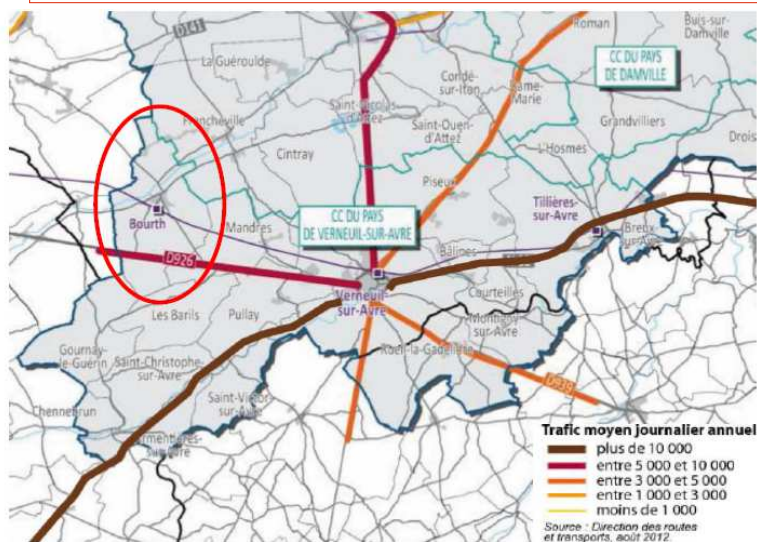 D141
La Guéroulde
Roman
Buis-sur-
Damville
CC DU PAYS
DE DAMVILLE
Condé-
sur-Iton
Dame-
Marie
Saint-Nicolas
d'Attez
Saint-Ouen-
d'Attez
Grandvilliers
Francheville
Cintray
L'Hosmes
Drois
Piseux
Bourth
Mandres
CC DU PAYS
DE VERNEUIL-SUR-AVRE
Tillières-
sur-Avre
Breux-
sur-Avre
Bâlines
D926
Verneuil-
sur-Avre
Courteilles
Les Barils
Pullay
Montigny-
sur-Avre
Gournay-
le-Guérin
Saint-Christophe-
sur-Avre
Rueil-la-Gadelière
D939
Saint-Victor
sur-Avre
Chennebrun
Armentières-
sur-Avre
Trafic moyen journalier annuel
plus de 10 000
entre 5 000 et 10 000
entre 3 000 et 5 000
entre 1 000 et 3 000
moins de 1 000
Source : Direction des routes
et transports, août 2012.